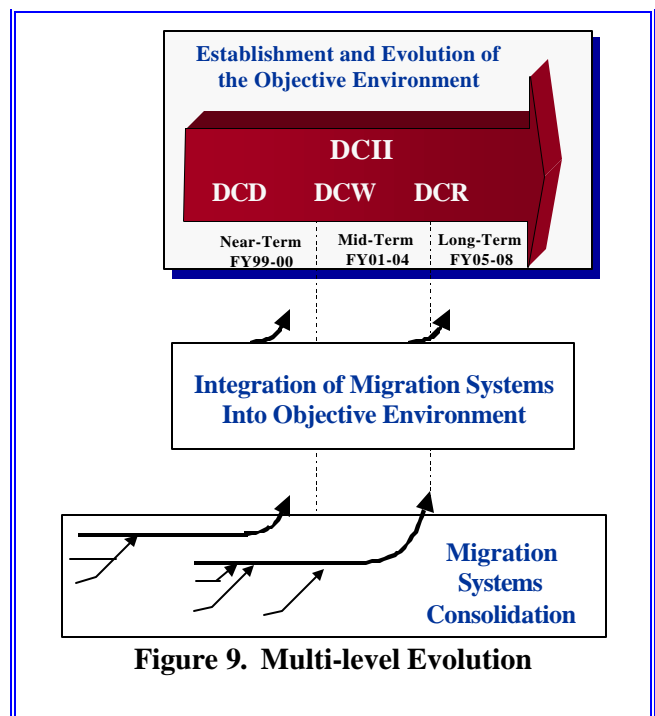 Establishment and Evolution of
the Objective Environment
DCII
DCD DCW DCR
Near-Term Mid-Term Long-Term
FY99-00 FY01-04 FY05-08
Integration of Migration Systems
Into Objective Environment
Migration
Systems
Consolidation
Figure 9. Multi-level Evolution